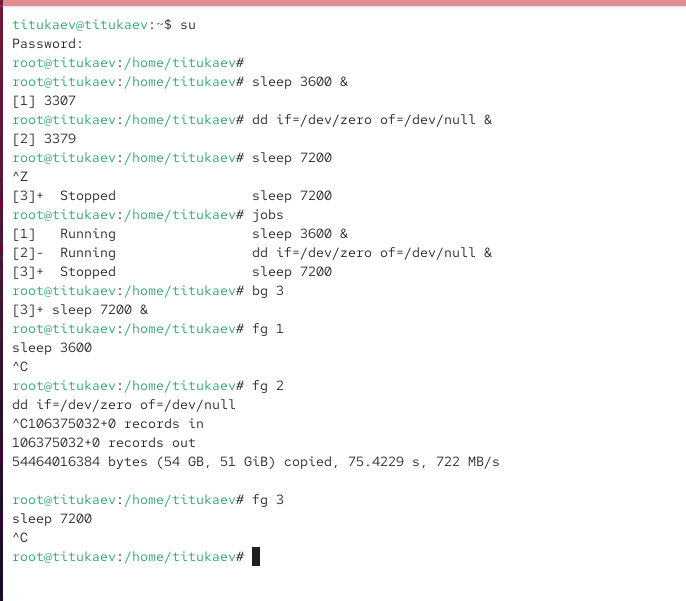 titukaev@titukaev:~$ su
Password:
root@titukaev:/home/titukaev#
root@titukaev:/home/titukaev# sleep 3600 &
[1] 3307
root@titukaev:/home/titukaev# dd if=/dev/zero of=/dev/null &
[2] 3379
root@titukaev:/home/titukaev# sleep 7200
^Z
[3]+  Stopped                 sleep 7200
root@titukaev:/home/titukaev# jobs
[1]   Running                 sleep 3600 &
[2]-  Running                 dd if=/dev/zero of=/dev/null &
[3]+  Stopped                 sleep 7200
root@titukaev:/home/titukaev# bg 3
[3]+ sleep 7200 &
root@titukaev:/home/titukaev# fg 1
sleep 3600
^C
root@titukaev:/home/titukaev# fg 2
dd if=/dev/zero of=/dev/null
^C106375032+0 records in
106375032+0 records out
54464016384 bytes (54 GB, 51 GiB) copied, 75.4229 s, 722 MB/s

root@titukaev:/home/titukaev# fg 3
sleep 7200
^C
root@titukaev:/home/titukaev#